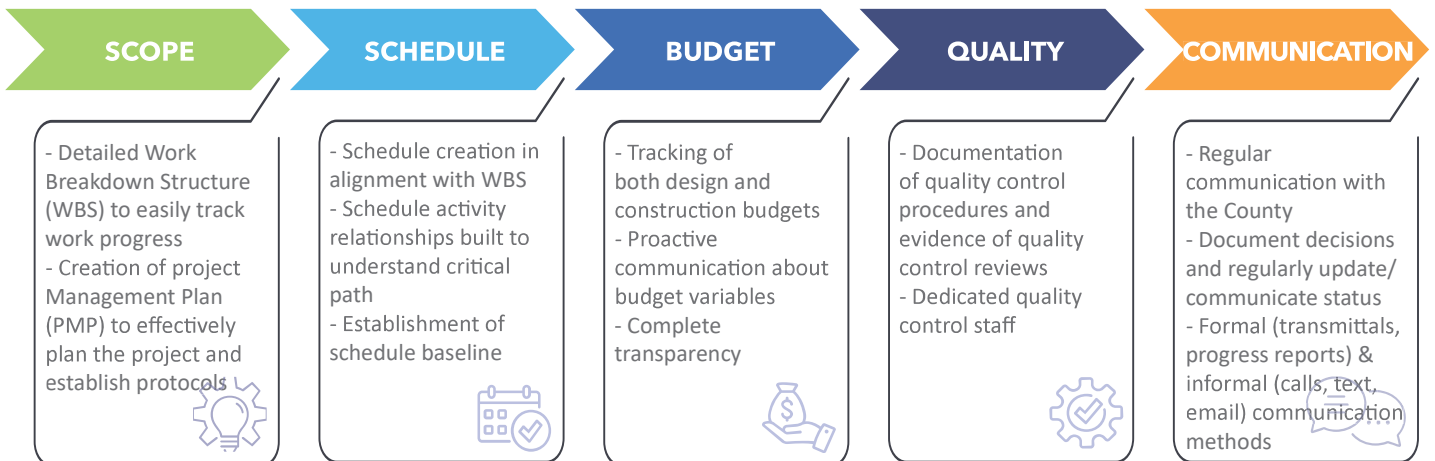 SCOPE
- Detailed Work
Breakdown Structure
(WBS) to easily track
work progress
- Creation of project
Management Plan
(PMP) to effectively
plan the project and
establish protocols
SCHEDULE
- Schedule creation in
alignment with WBS
- Schedule activity
relationships built to
understand critical
path
- Establishment of
schedule baseline
BUDGET
- Tracking of
both design and
construction budgets
- Proactive
communication about
budget variables
- Complete
transparency
$
QUALITY
- Documentation
of quality control
procedures and
evidence of quality
control reviews
- Dedicated quality
control staff
COMMUNICATION
- Regular
communication with
the County
- Document decisions
and regularly update/
communicate status
- Formal (transmittals,
progress reports) &
informal (calls, text,
email) communication
methods